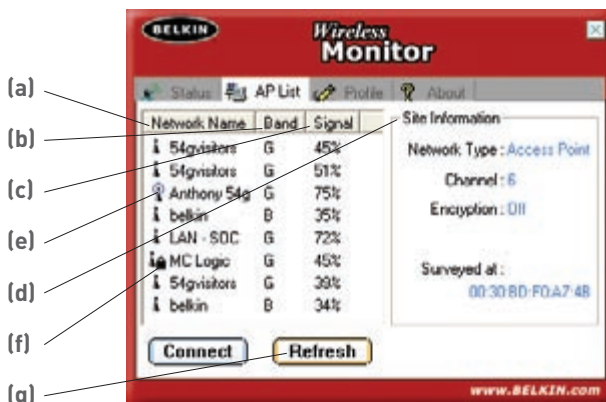 BELKIN
Wireless
Monitor
Status AP List Profile About
Network Name Band Signal
54gvisitors G 45%
54gvisitors G 51%
Anthony 54g G 75%
belkin B 35%
LAN - SOC G 72%
MC Logic G 45%
54gvisitors G 39%
belkin B 34%
Site Information
Network Type : Access Point
Channel : 6
Encryption : Off
Surveyed at :
00:30:BD:F0:A7:4B
Connect Refresh
www.BELKIN.com
(a)
(b)
(c)
(e)
(d)
(f)
(g)